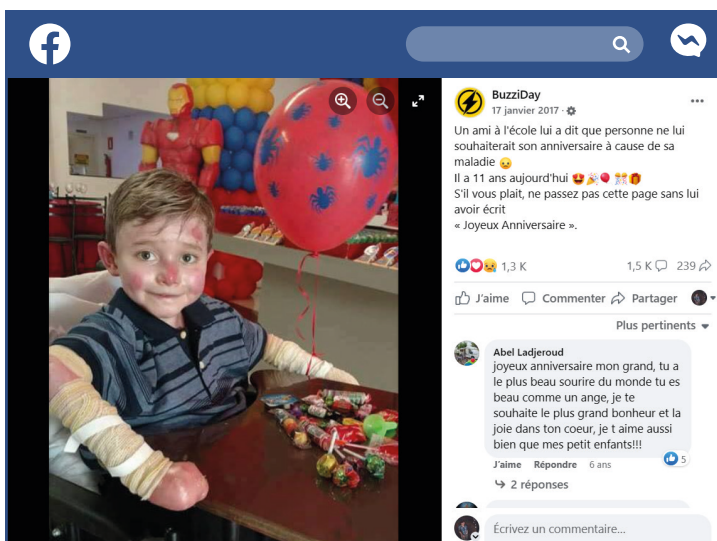 BuzziDay
17 janvier 2017 ·
Un ami à l'école lui a dit que personne ne lui
souhaiterait son anniversaire à cause de sa
maladie 😉
Il a 11 ans aujourd'hui 😍🎉🎈 🎊🎁
S'il vous plait, ne passez pas cette page sans lui
avoir écrit
« Joyeux Anniversaire ».
1,3 K
1,5 K
239
J'aime
Commenter
Partager
Plus pertinents
Abel Ladjeroud
joyeux anniversaire mon grand, tu a
le plus beau sourire du monde tu es
beau comme un ange, je te
souhaite le plus grand bonheur et la
joie dans ton coeur, je t aime aussi
bien que mes petit enfants!!!
J'aime Répondre 6 ans
5
2 réponses
Écrivez un commentaire...